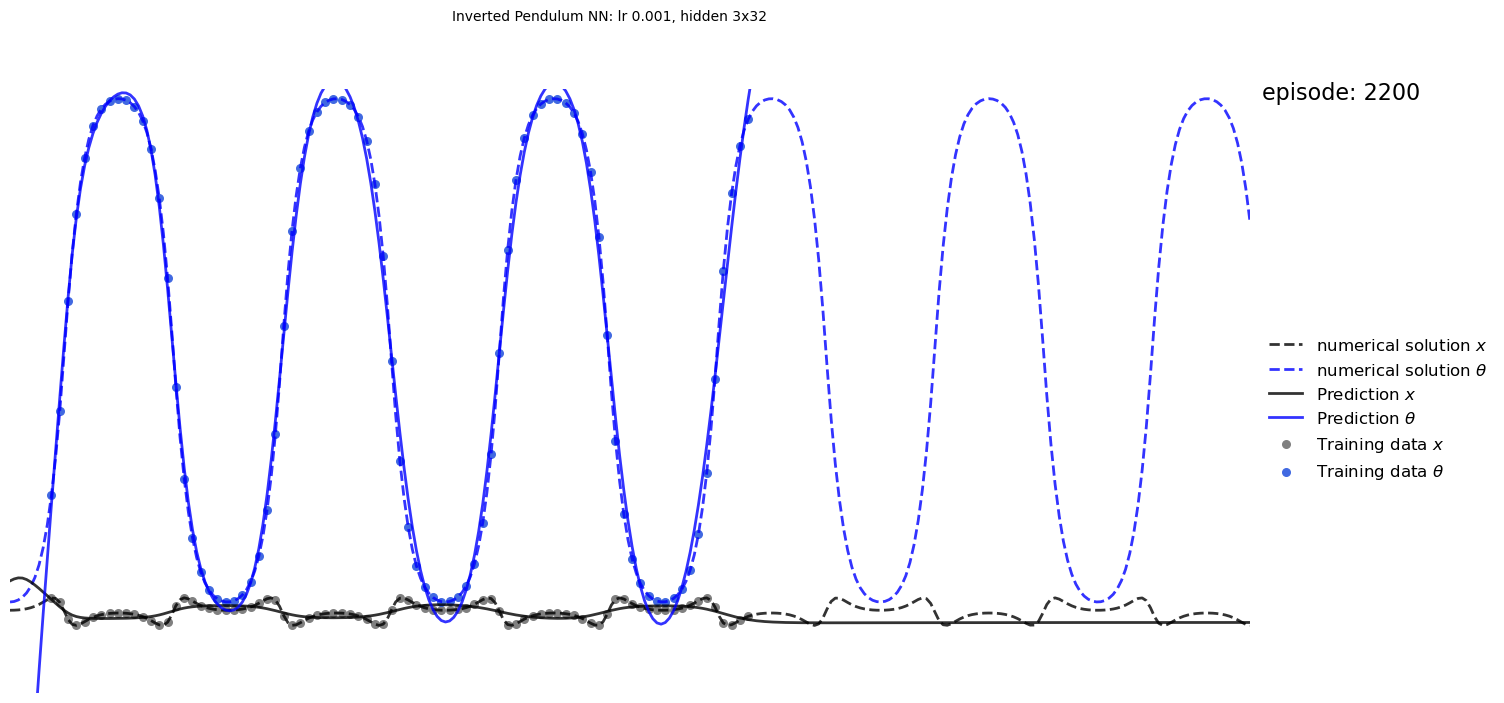 Inverted Pendulum NN: lr 0.001, hidden 3x32
episode: 2200
numerical solution x
numerical solution θ
Prediction x
Prediction θ
Training data x
Training data θ